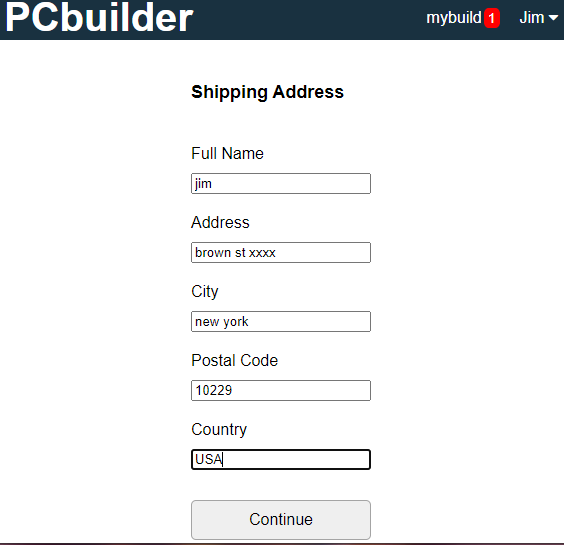 PCbuilder
mybuild 1 Jim
Shipping Address
Full Name
jim
Address
brown st xxxx
City
new york
Postal Code
10229
Country
USA
Continue